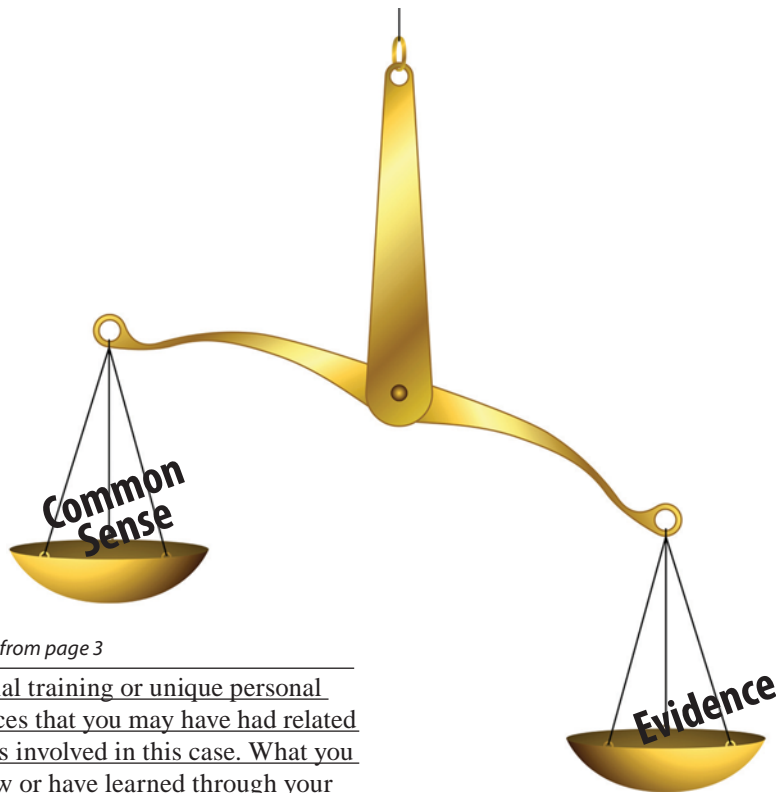 Common
Sense
from page 3
training or unique personal
that you may have had related
involved in this case. What you
or have learned through your
Evidence